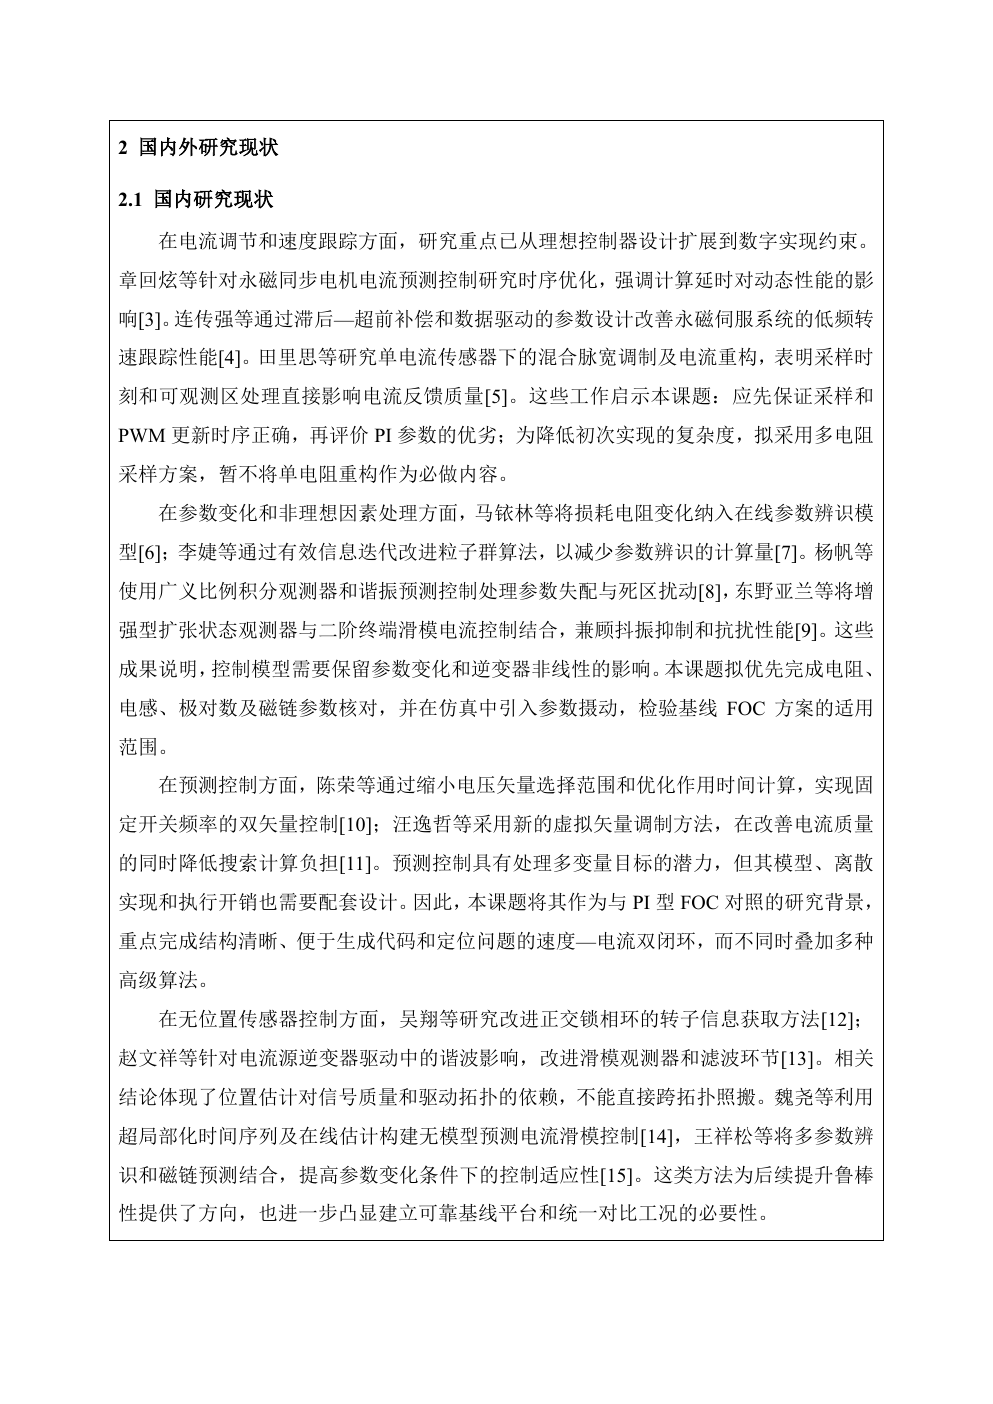 2 国内外研究现状
2.1 国内研究现状
在电流调节和速度跟踪方面，研究重点已从理想控制器设计扩展到数字实现约束。
章回炫等针对永磁同步电机电流预测控制研究时序优化，强调计算延时对动态性能的影
响[3]。连传强等通过滞后—超前补偿和数据驱动的参数设计改善永磁伺服系统的低频转
速跟踪性能[4]。田里思等研究单电流传感器下的混合脉宽调制及电流重构，表明采样时
刻和可观测区处理直接影响电流反馈质量[5]。这些工作启示本课题：应先保证采样和
PWM 更新时序正确，再评价 PI 参数的优劣；为降低初次实现的复杂度，拟采用多电阻
采样方案，暂不将单电阻重构作为必做内容。
在参数变化和非理想因素处理方面，马铱林等将损耗电阻变化纳入在线参数辨识模
型[6]；李婕等通过有效信息迭代改进粒子群算法，以减少参数辨识的计算量[7]。杨帆等
使用广义比例积分观测器和谐振预测控制处理参数失配与死区扰动[8]，东野亚兰等将增
强型扩张状态观测器与二阶终端滑模电流控制结合，兼顾抖振抑制和抗扰性能[9]。这些
成果说明，控制模型需要保留参数变化和逆变器非线性的影响。本课题拟优先完成电阻、
电感、极对数及磁链参数核对，并在仿真中引入参数摄动，检验基线 FOC 方案的适用
范围。
在预测控制方面，陈荣等通过缩小电压矢量选择范围和优化作用时间计算，实现固
定开关频率的双矢量控制[10]；汪逸哲等采用新的虚拟矢量调制方法，在改善电流质量
的同时降低搜索计算负担[11]。预测控制具有处理多变量目标的潜力，但其模型、离散
实现和执行开销也需要配套设计。因此，本课题将其作为与 PI 型 FOC 对照的研究背景，
重点完成结构清晰、便于生成代码和定位问题的速度—电流双闭环，而不同时叠加多种
高级算法。
在无位置传感器控制方面，吴翔等研究改进正交锁相环的转子信息获取方法[12]；
赵文祥等针对电流源逆变器驱动中的谐波影响，改进滑模观测器和滤波环节[13]。相关
结论体现了位置估计对信号质量和驱动拓扑的依赖，不能直接跨拓扑照搬。魏尧等利用
超局部化时间序列及在线估计构建无模型预测电流滑模控制[14]，王祥松等将多参数辨
识和磁链预测结合，提高参数变化条件下的控制适应性[15]。这类方法为后续提升鲁棒
性提供了方向，也进一步凸显建立可靠基线平台和统一对比工况的必要性。